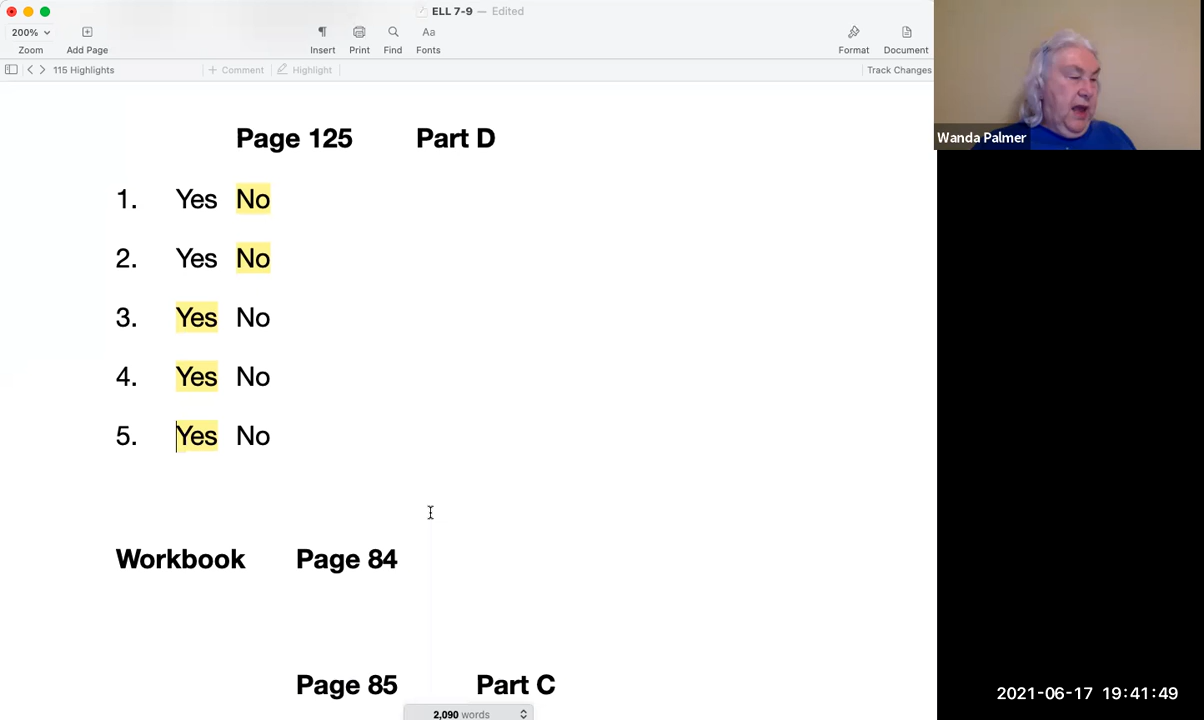 ELL 7-9 — Edited
200%
Zoom
Add Page
Insert
Print
Aa
Find
Fonts
Format
Document
115 Highlights
+ Comment
Highlight
Track Changes
Wanda Palmer
Page 125 Part D
1. Yes No
2. Yes No
3. Yes No
4. Yes No
5. Yes No
Workbook Page 84
Page 85 Part C
2,090 words
2021-06-17 19:41:49